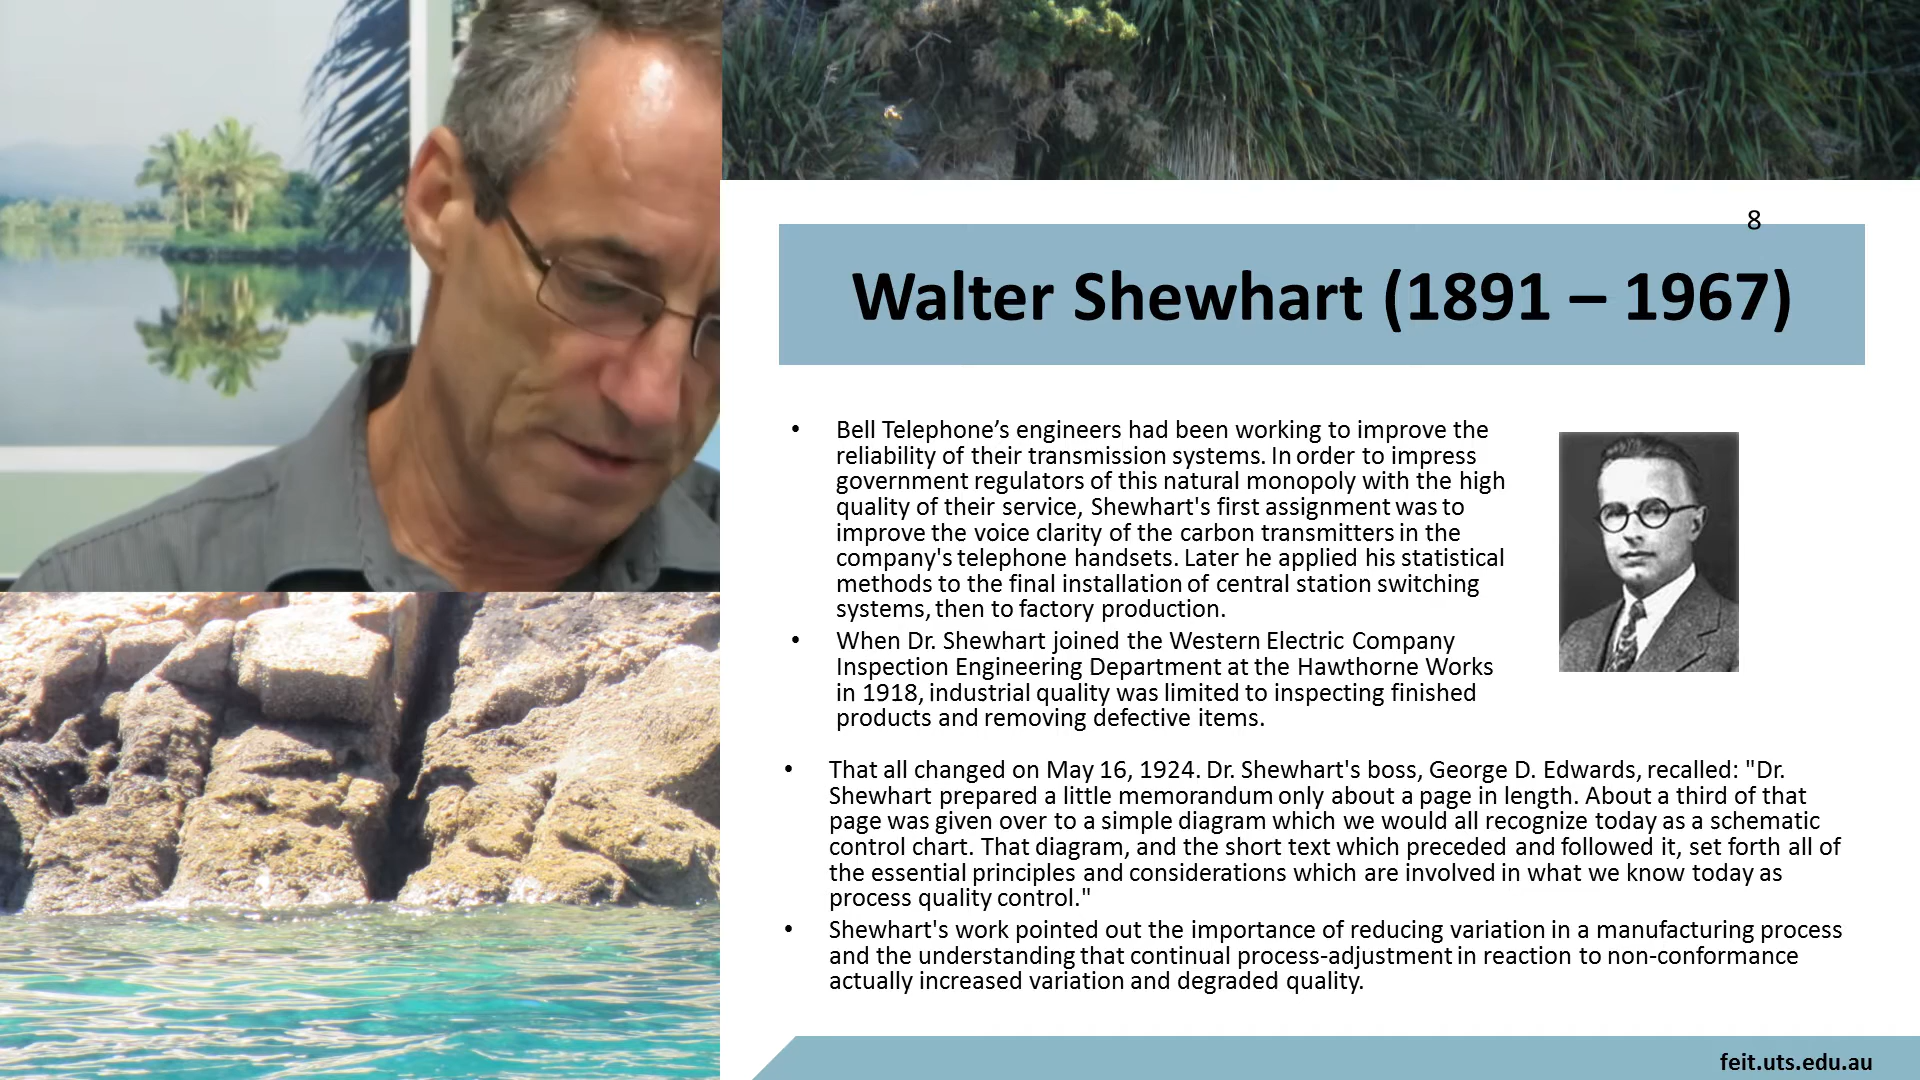 8
Walter Shewhart (1891 – 1967)
• Bell Telephone’s engineers had been working to improve the
reliability of their transmission systems. In order to impress
government regulators of this natural monopoly with the high
quality of their service, Shewhart's first assignment was to
improve the voice clarity of the carbon transmitters in the
company's telephone handsets. Later he applied his statistical
methods to the final installation of central station switching
systems, then to factory production.
• When Dr. Shewhart joined the Western Electric Company
Inspection Engineering Department at the Hawthorne Works
in 1918, industrial quality was limited to inspecting finished
products and removing defective items.
• That all changed on May 16, 1924. Dr. Shewhart's boss, George D. Edwards, recalled: "Dr.
Shewhart prepared a little memorandum only about a page in length. About a third of that
page was given over to a simple diagram which we would all recognize today as a schematic
control chart. That diagram, and the short text which preceded and followed it, set forth all of
the essential principles and considerations which are involved in what we know today as
process quality control."
• Shewhart's work pointed out the importance of reducing variation in a manufacturing process
and the understanding that continual process-adjustment in reaction to non-conformance
actually increased variation and degraded quality.
feit.uts.edu.au